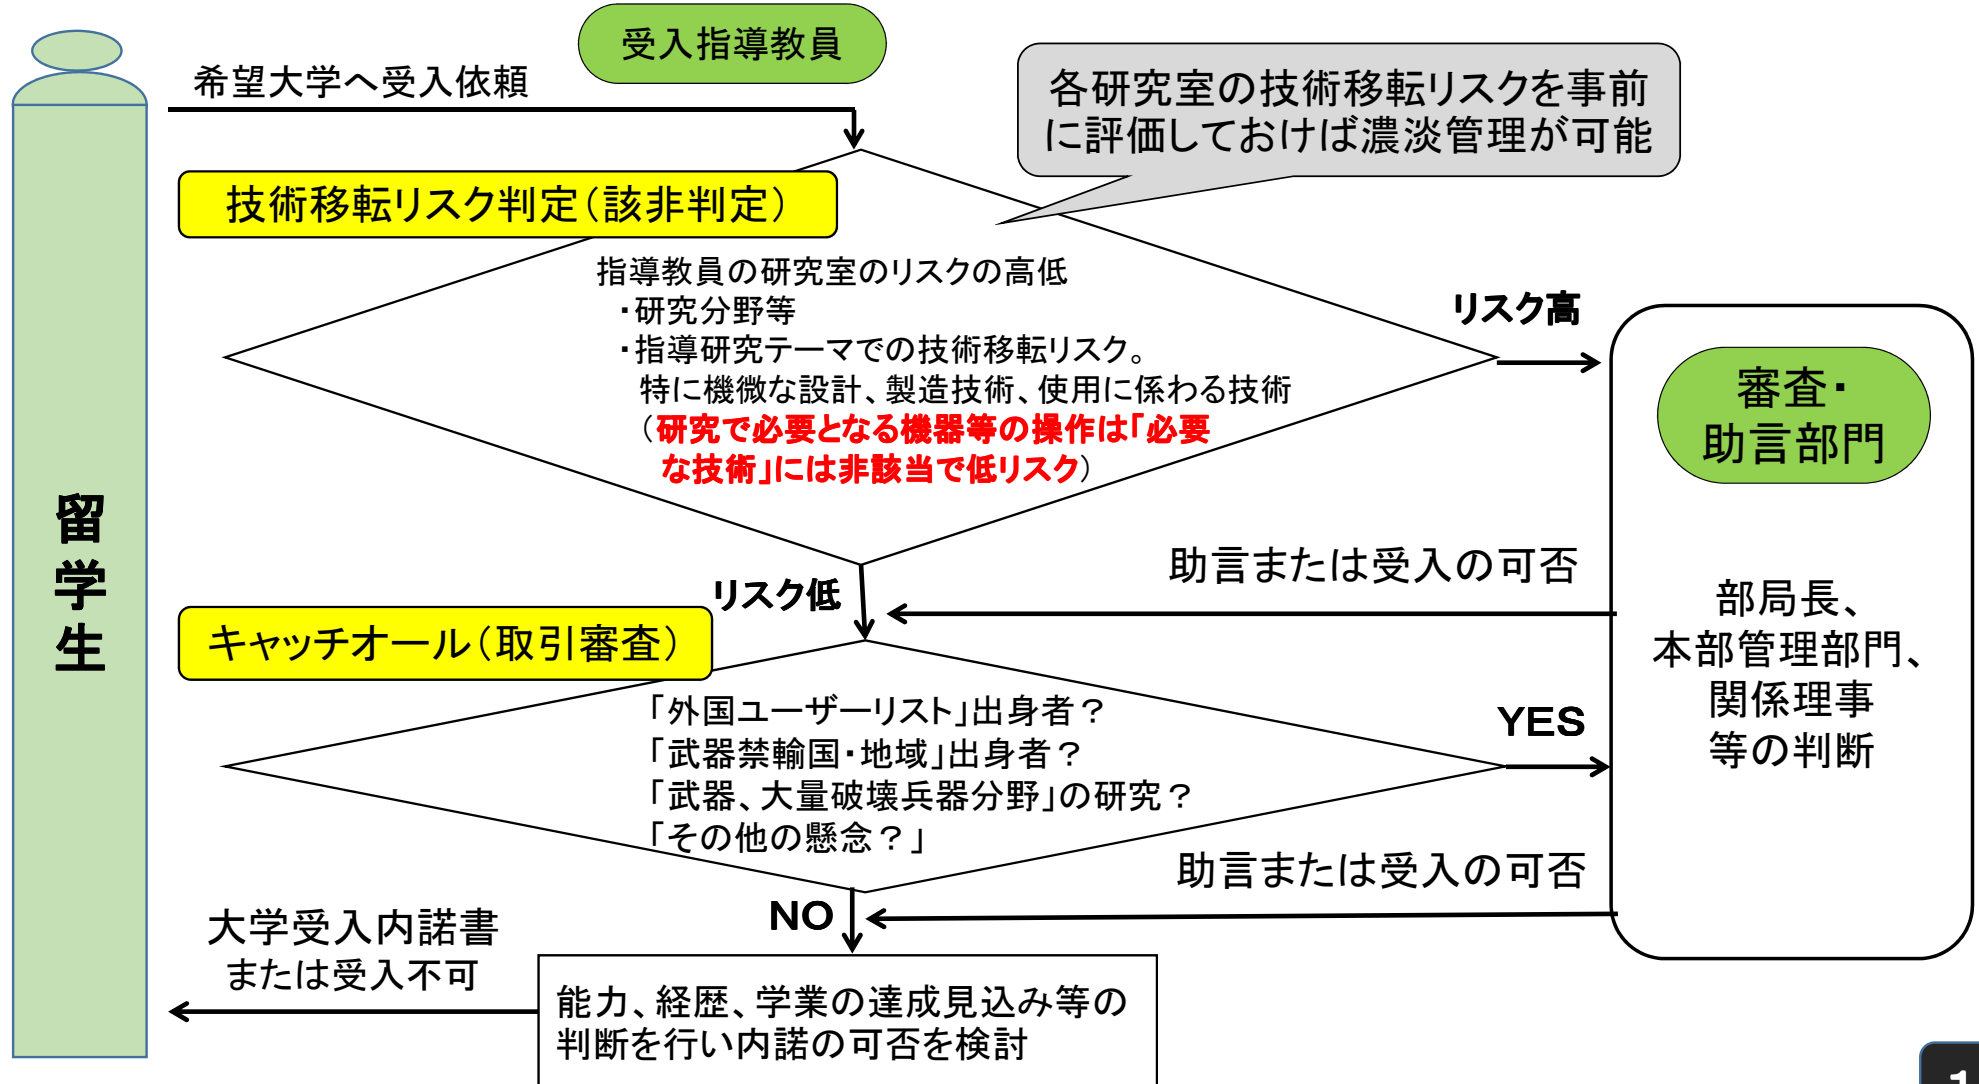 受入指導教員
希望大学へ受入依頼
各研究室の技術移転リスクを事前
に評価しておけば濃淡管理が可能
技術移転リスク判定(該非判定)
指導教員の研究室のリスクの高低
・研究分野等
・指導研究テーマでの技術移転リスク。
特に機微な設計、製造技術、使用に係わる技術
(研究で必要となる機器等の操作は「必要
な技術」には非該当で低リスク)
リスク高
審査・
助言部門
部局長、
本部管理部門、
関係理事
等の判断
留学生
リスク低
助言または受入の可否
キャッチオール(取引審査)
「外国ユーザーリスト」出身者？
「武器禁輸国・地域」出身者？
「武器、大量破壊兵器分野」の研究？
「その他の懸念？」
YES
助言または受入の可否
NO
大学受入内諾書
または受入不可
能力、経歴、学業の達成見込み等の
判断を行い内諾の可否を検討